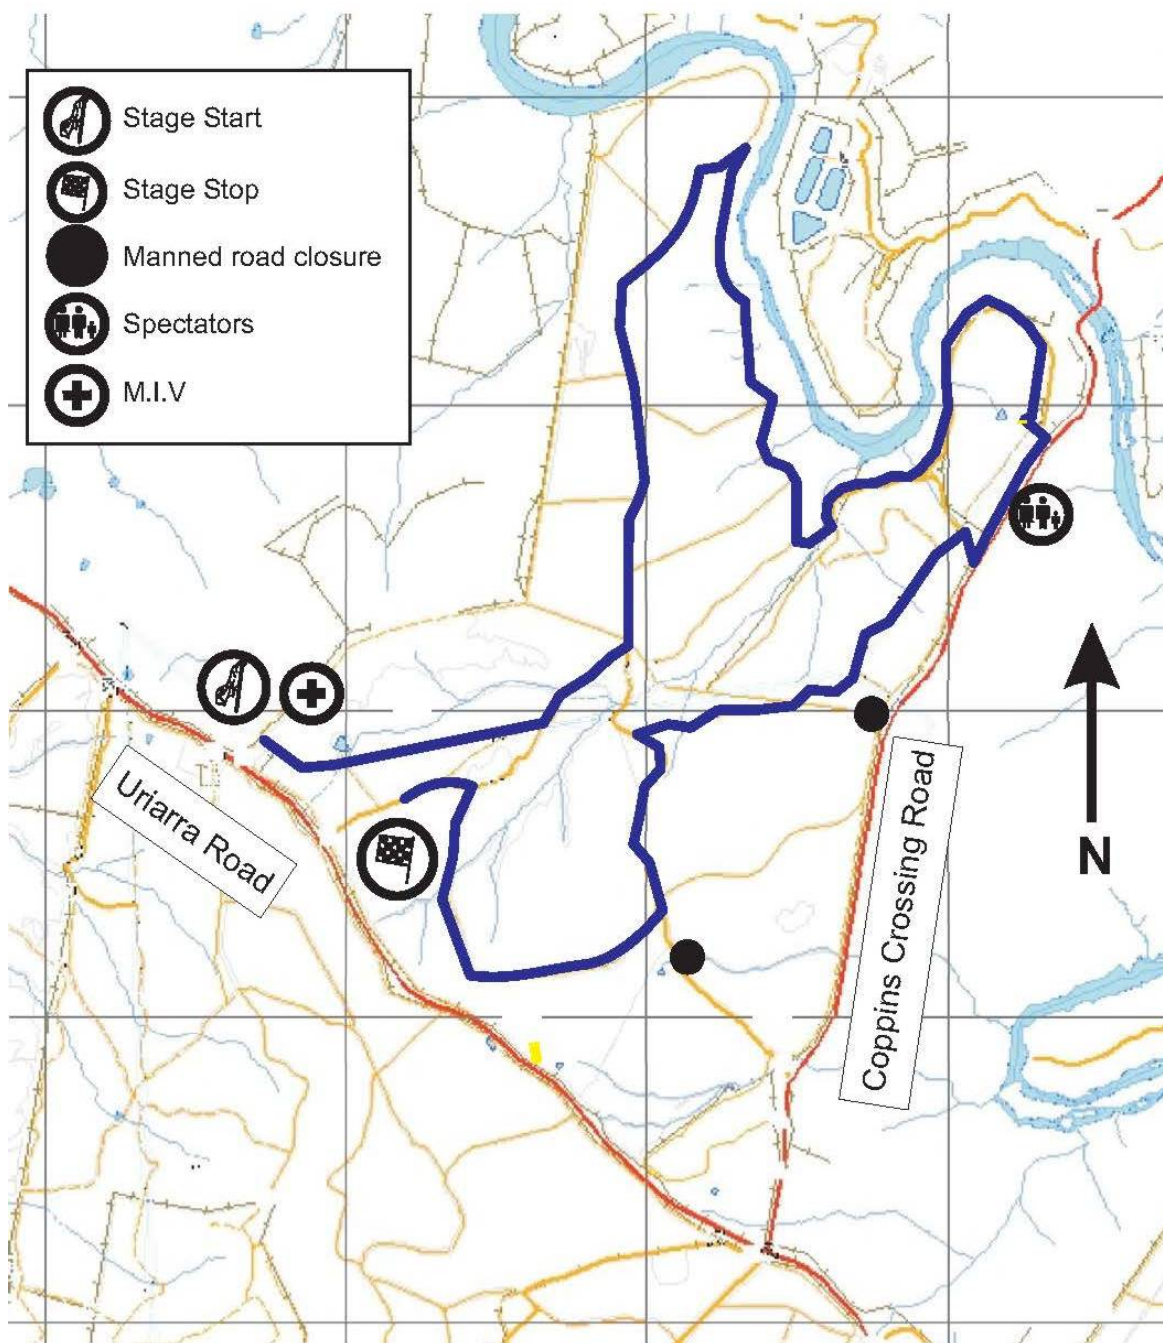 Stage Start
Stage Stop
Manned road closure
Spectators
M.I.V
Uriarra Road
Coppins Crossing Road
N